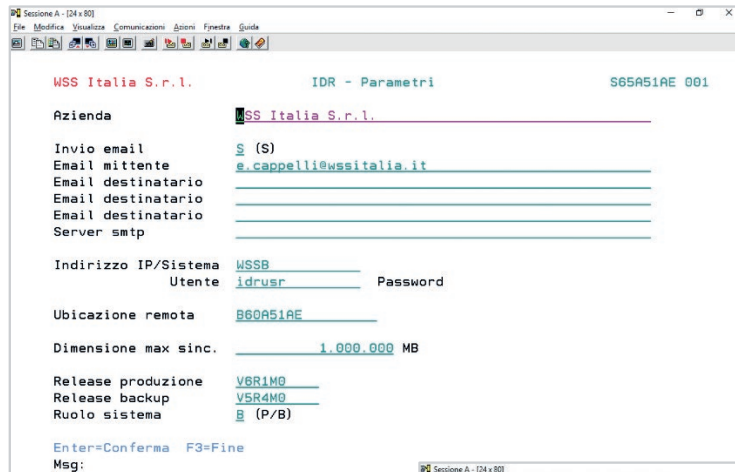 Sessione A - [24 x 80]
File Modifica Visualizza Comunicazioni Azioni Finestra Guida
WSS Italia S.r.l. IDR - Parametri S65A51AE 001
Azienda WSS Italia S.r.l.
Invio email S (S)
Email mittente e.cappelli@wssitalia.it
Email destinatario
Email destinatario
Email destinatario
Server smtp
Indirizzo IP/Sistema WSSB
Utente idrusr Password
Ubicazione remota B60A51AE
Dimensione max sinc. 1.000.000 MB
Release produzione V6R1M0
Release backup V5R4M0
Ruolo sistema B (P/B)
Enter=Conferma F3=Fine
Msg:
Sessione A - [24 x 80]